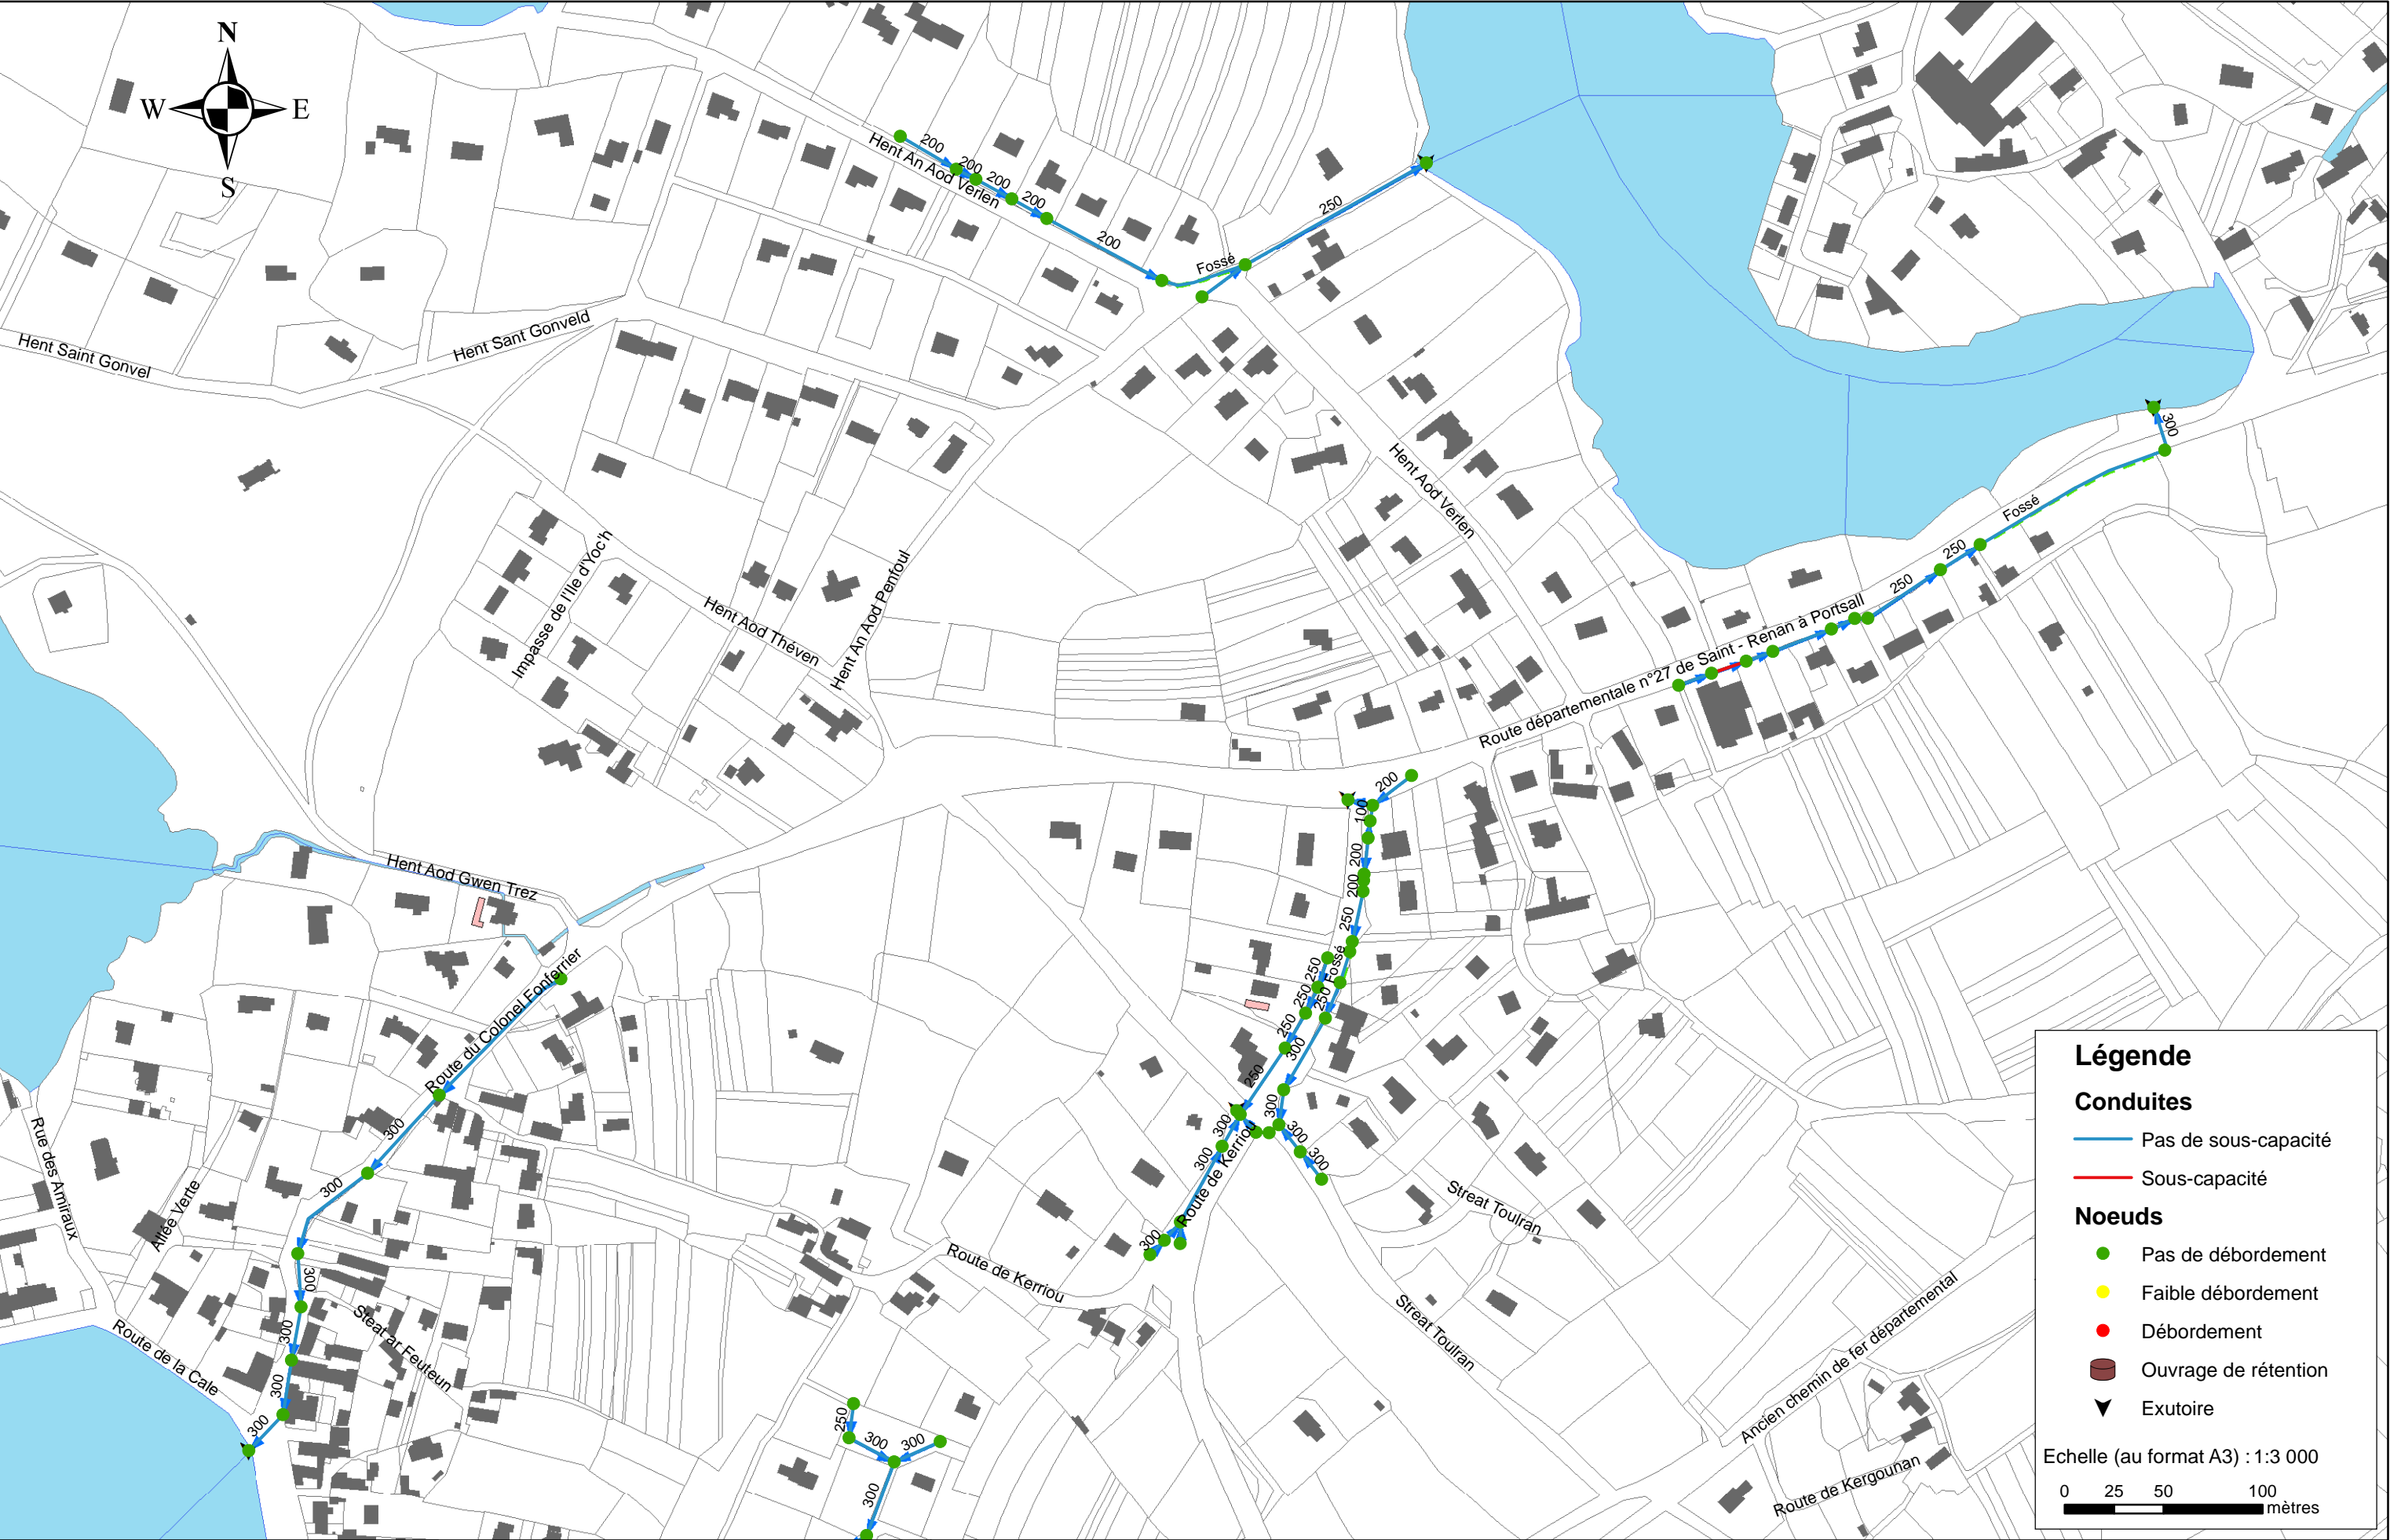 N
W
E
S
200
Hent An Aod Verlen
200
200
200
200
Fossé
250
Hent Saint Gonvel
Hent Sant Gonveld
Hent Aod Verlen
300
Fossé
250
250
Route départementale n°27 de Saint - Renan à Portsall
Impasse de l'Ile d'Yoc'h
Hent Aod Theven
Hent An Aod Penfoul
200
100
200
200
250
Fossé
250
250
250
250
300
250
300
300
300
300
300
Route de Kerriou
300
Hent Aod Gwen Trez
Route du Colonel Fonferrier
300
300
300
300
300
300
Rue des Amiraux
Allée Verte
Route de la Cale
Steat ar Feuteun
Route de Kerriou
Streat Toulran
Streat Toulran
250
300
300
300
Ancien chemin de fer départemental
Route de Kergounan
Légende
Conduites
Pas de sous-capacité
Sous-capacité
Noeuds
Pas de débordement
Faible débordement
Débordement
Ouvrage de rétention
Exutoire
Echelle (au format A3) : 1:3 000
0 25 50 100
mètres